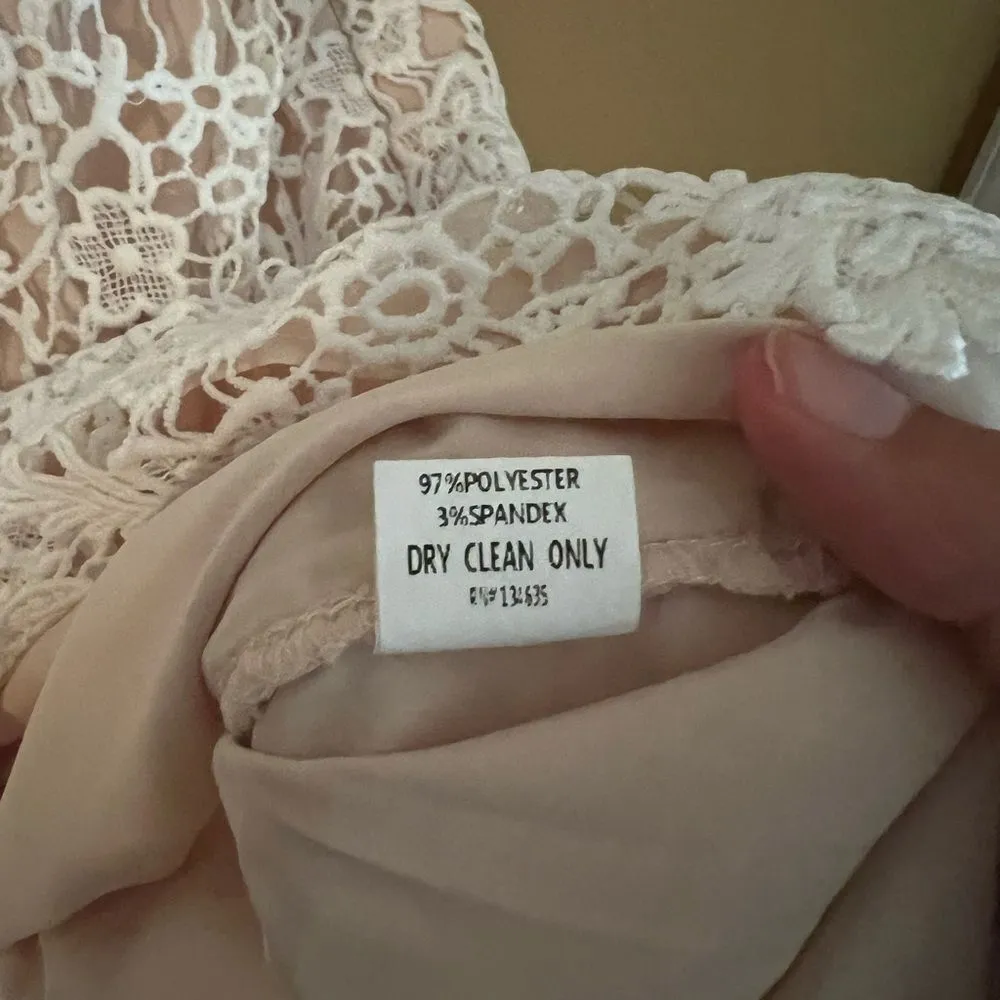 97%POLYESTER
3%SPANDEX
DRY CLEAN ONLY
RN#134635